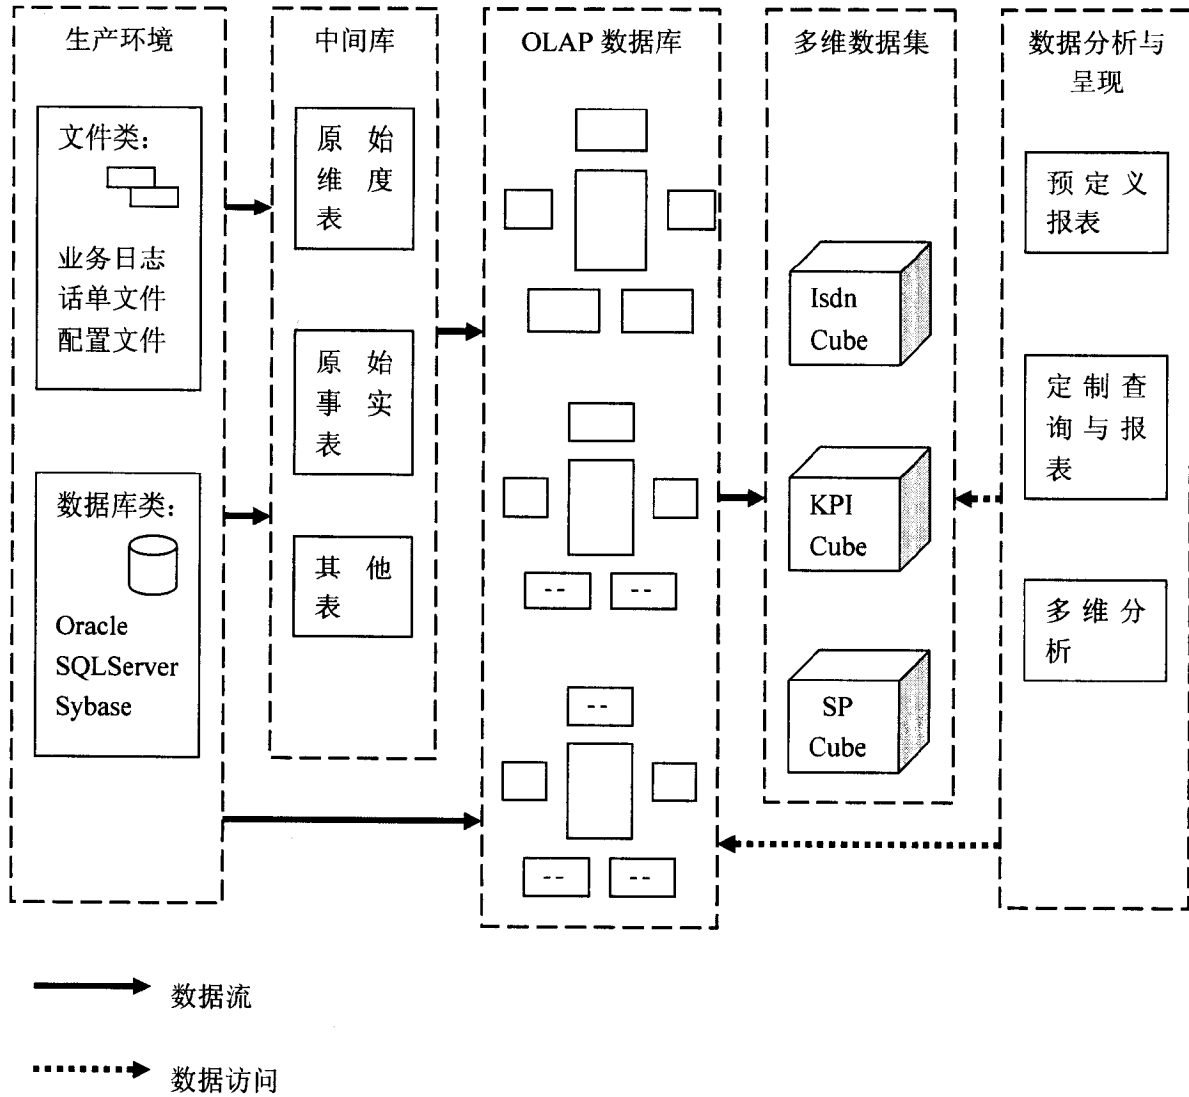 生产环境
文件类：
业务日志
话单文件
配置文件
数据库类：
Oracle
SQLServer
Sybase
中间库
原始
维度
表
原始
事实
表
其他
表
OLAP 数据库
--
--
--
--
--
多维数据集
Isdn
Cube
KPI
Cube
SP
Cube
数据分析与
呈现
预定义
报表
定制查
询与报
表
多维分
析
数据流
数据访问